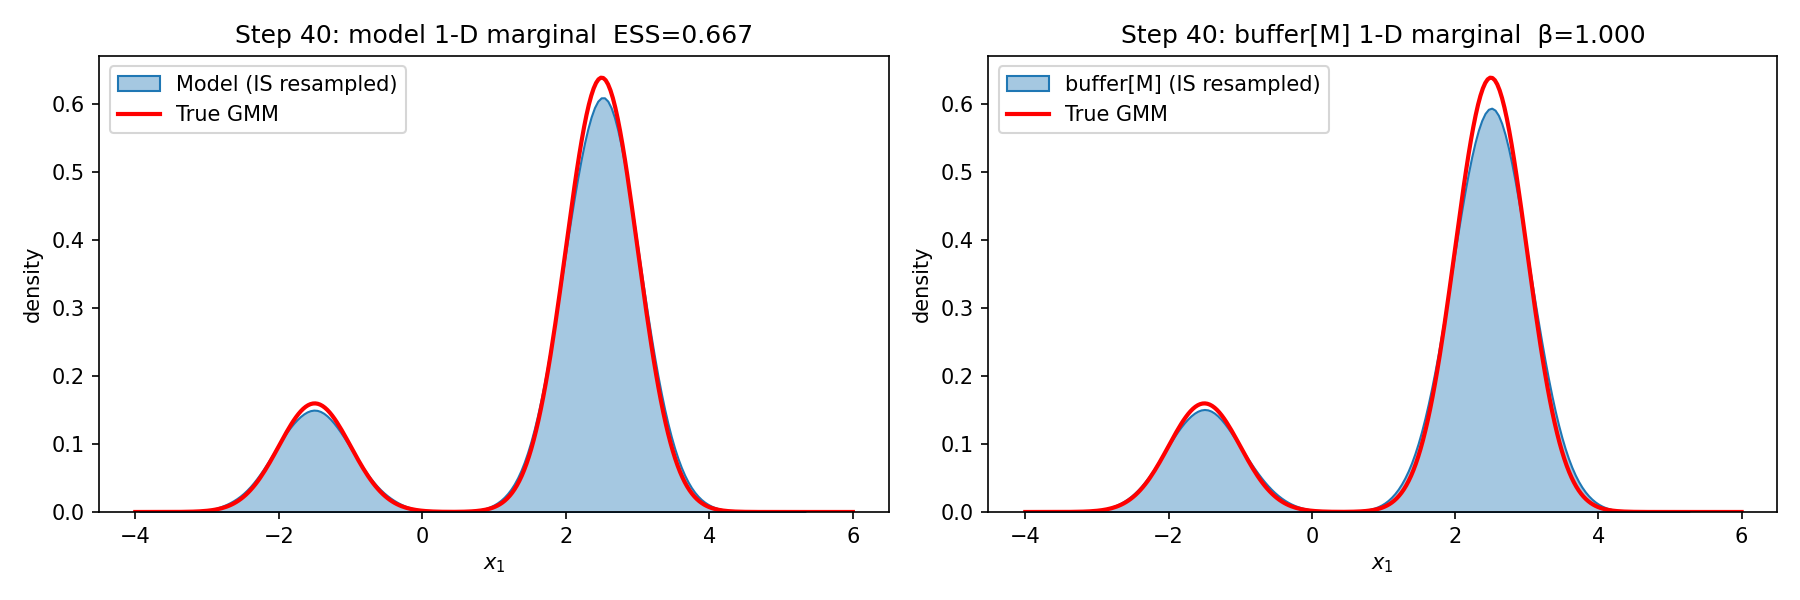 Step 40: model 1-D marginal  ESS=0.667
Model (IS resampled)
True GMM
density
0.6
0.5
0.4
0.3
0.2
0.1
0.0
−4
−2
0
2
4
6
x₁
Step 40: buffer[M] 1-D marginal  β=1.000
buffer[M] (IS resampled)
True GMM
density
0.6
0.5
0.4
0.3
0.2
0.1
0.0
−4
−2
0
2
4
6
x₁